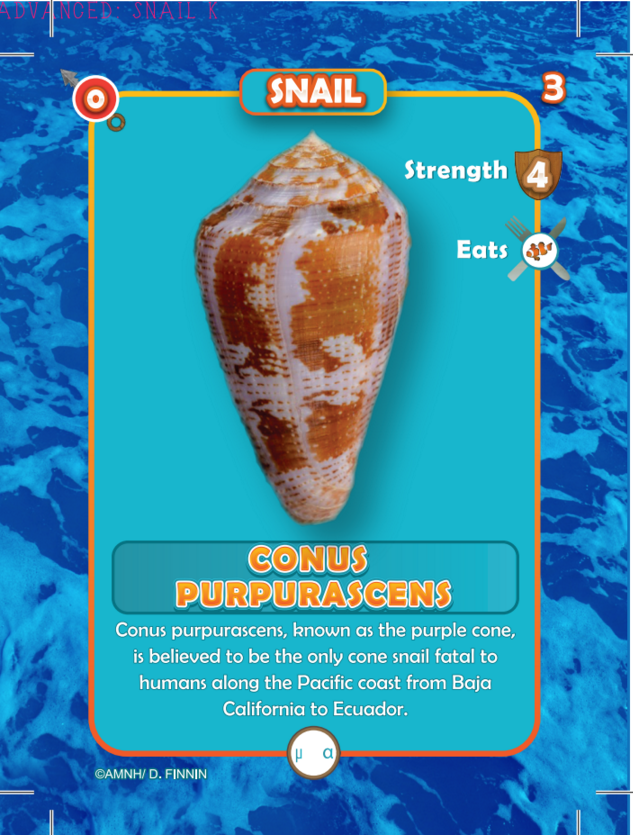 ADVANCED: SNAIL K
0
SNAIL
3
Strength 4
Eats
CONUS
PURPURASCENS
Conus purpurascens, known as the purple cone,
is believed to be the only cone snail fatal to
humans along the Pacific coast from Baja
California to Ecuador.
μ α
©AMNH/ D. FINNIN